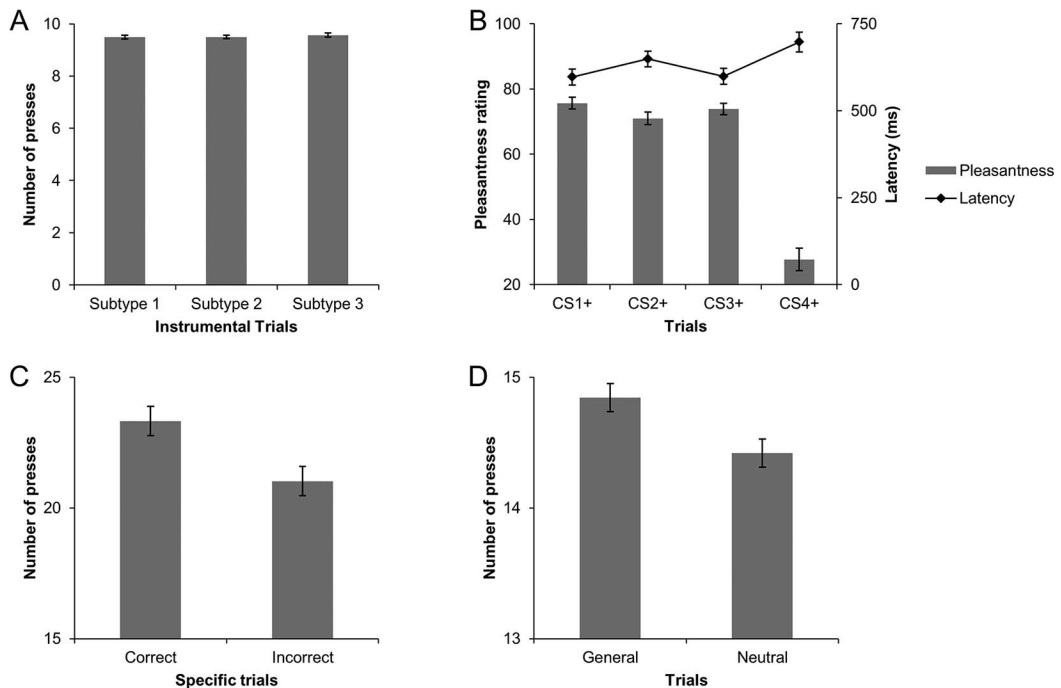 A
Number of presses
10
8
6
4
2
0
Subtype 1 Subtype 2 Subtype 3
Instrumental Trials
B
Pleasantness rating
100
80
60
40
20
750
500
250
0
Latency (ms)
CS1+ CS2+ CS3+ CS4+
Trials
Pleasantness
Latency
C
Number of presses
25
20
15
Correct Incorrect
Specific trials
D
Number of presses
15
14
13
General Neutral
Trials